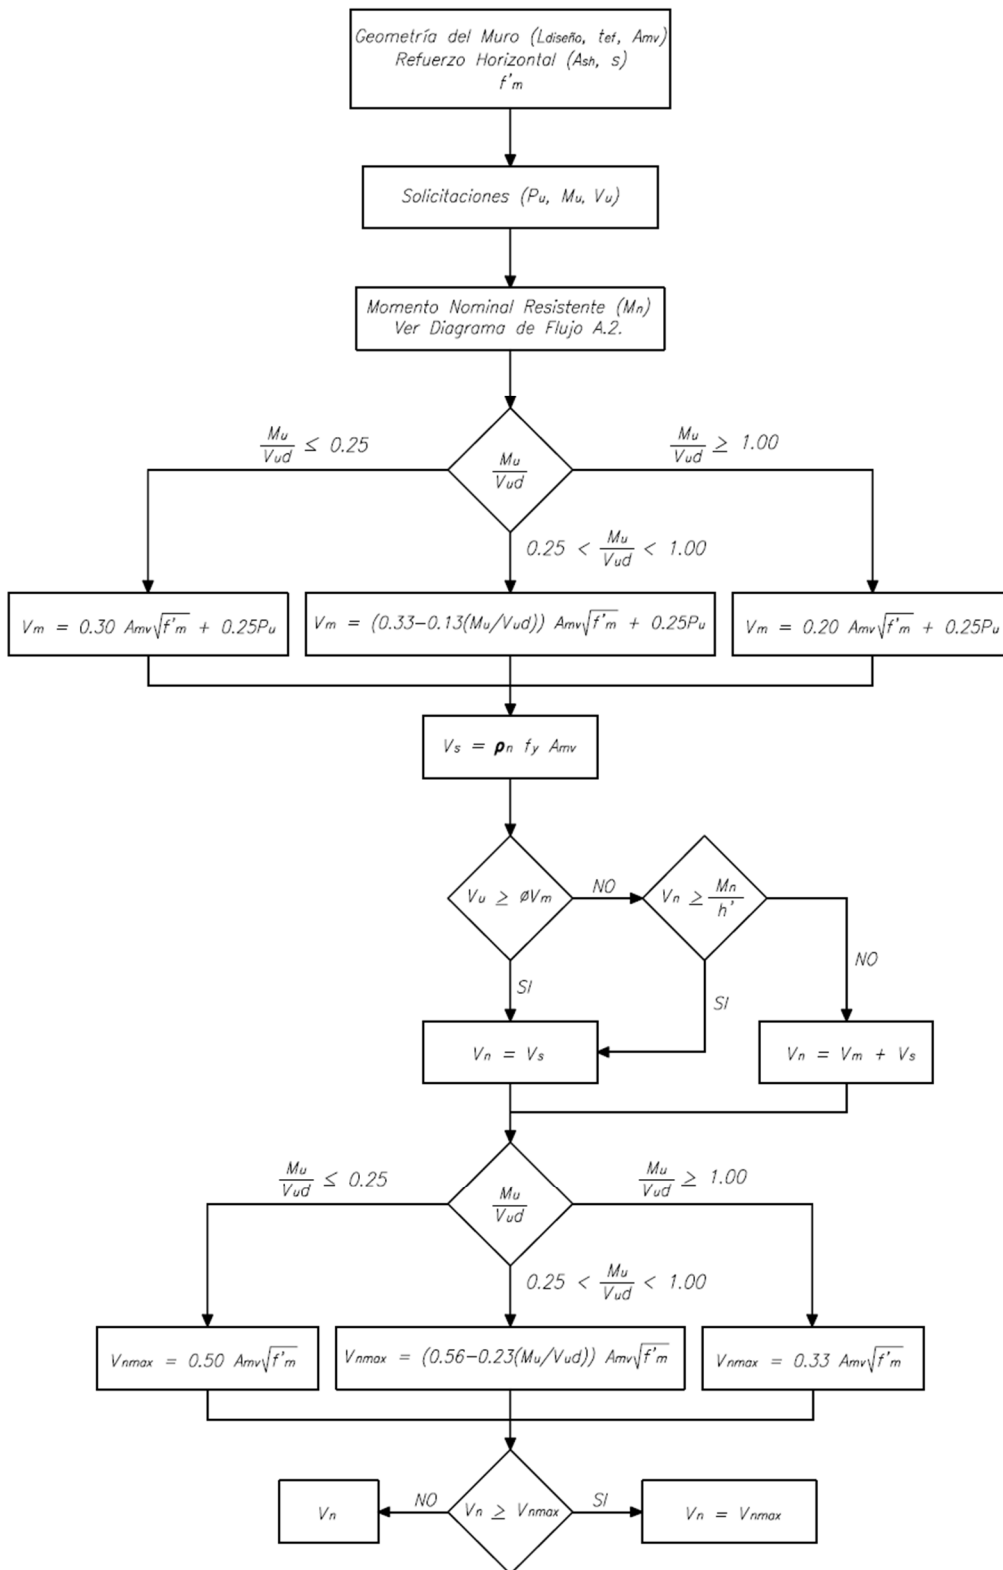 Geometría del Muro (Ldiseño, tef, Amv)
Refuerzo Horizontal (Ash, s)
f'm
Solicitaciones (Pu, Mu, Vu)
Momento Nominal Resistente (Mn)
Ver Diagrama de Flujo A.2.
Mu/Vud ≤ 0.25
Mu/Vud
Mu/Vud ≥ 1.00
0.25 < Mu/Vud < 1.00
Vm = 0.30 Amv√f'm + 0.25Pu
Vm = (0.33-0.13(Mu/Vud)) Amv√f'm + 0.25Pu
Vm = 0.20 Amv√f'm + 0.25Pu
Vs = ρn fy Amv
Vu ≥ øVm
NO
Vn ≥ Mn/h'
NO
SI
SI
Vn = Vs
Vn = Vm + Vs
Mu/Vud ≤ 0.25
Mu/Vud
Mu/Vud ≥ 1.00
0.25 < Mu/Vud < 1.00
Vnmax = 0.50 Amv√f'm
Vnmax = (0.56-0.23(Mu/Vud)) Amv√f'm
Vnmax = 0.33 Amv√f'm
Vn
NO
Vn ≥ Vnmax
SI
Vn = Vnmax